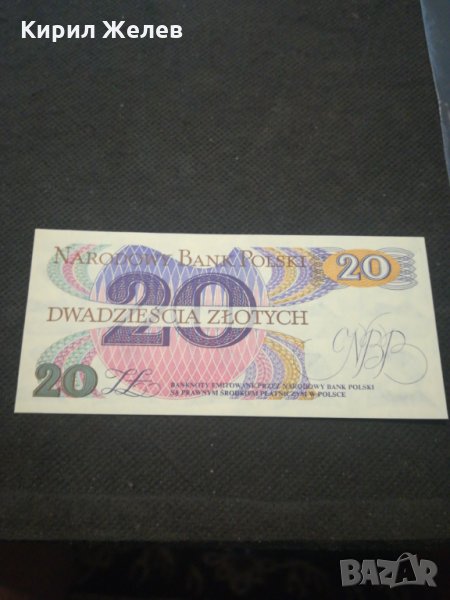 Кирил Желев
NARODOWY BANK POLSKI
20
20
DWADZIEŚCIA ZŁOTYCH
NBP
20
BANKNOTY EMITOWANE PRZEZ NARODOWY BANK POLSKI
SĄ PRAWNYM ŚRODKIEM PŁATNICZYM W POLSCE
BAZAR